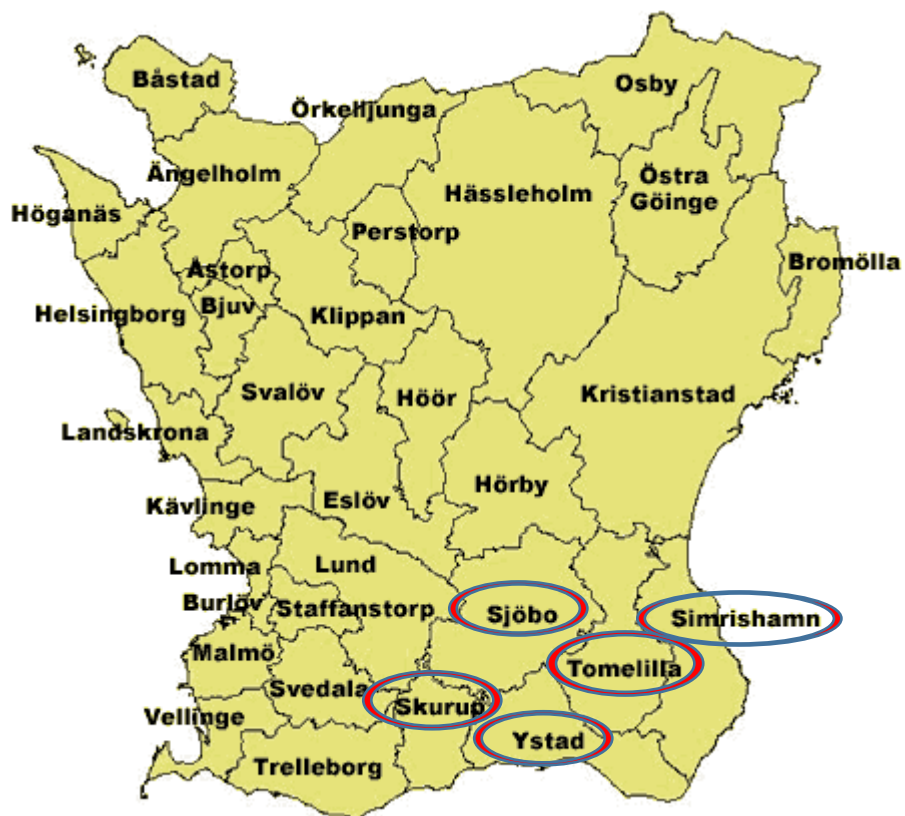 Båstad
Osby
Örkelljunga
Ängelholm
Hässleholm
Östra
Göinge
Höganäs
Perstorp
Bromölla
Åstorp
Bjuv
Helsingborg
Klippan
Svalöv
Höör
Kristianstad
Landskrona
Hörby
Eslöv
Kävlinge
Lund
Lomma
Burlöv
Staffanstorp
Sjöbo
Simrishamn
Malmö
Tomelilla
Svedala
Skurup
Vellinge
Ystad
Trelleborg